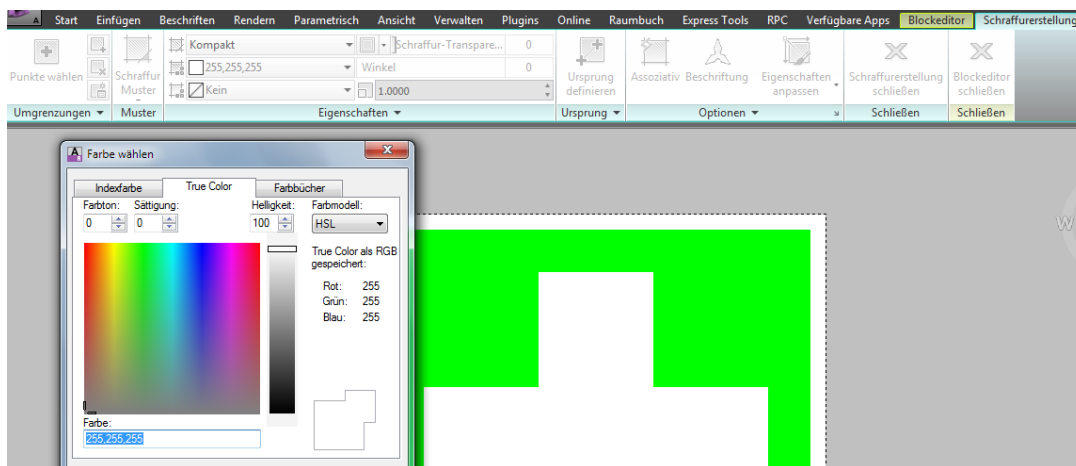 A Start Einfügen Beschriften Rendern Parametrisch Ansicht Verwalten Plugins Online Raumbuch Express Tools RPC Verfügbare Apps Blockeditor Schraffurerstellung
Kompakt Schraffur-Transpare... 0
Punkte wählen Schraffur 255,255,255 Winkel 0 Ursprung Assoziativ Beschriftung Eigenschaften Schraffurerstellung Blockeditor
Muster Kein 1.0000 definieren anpassen schließen schließen
Umgrenzungen Muster Eigenschaften Ursprung Optionen Schließen Schließen
A Farbe wählen
Indexfarbe True Color Farbbücher
Farbton: Sättigung: Helligkeit: Farbmodell:
0 0 100 HSL
True Color als RGB
gespeichert:
Rot: 255
Grün: 255
Blau: 255
Farbe:
255,255,255
W